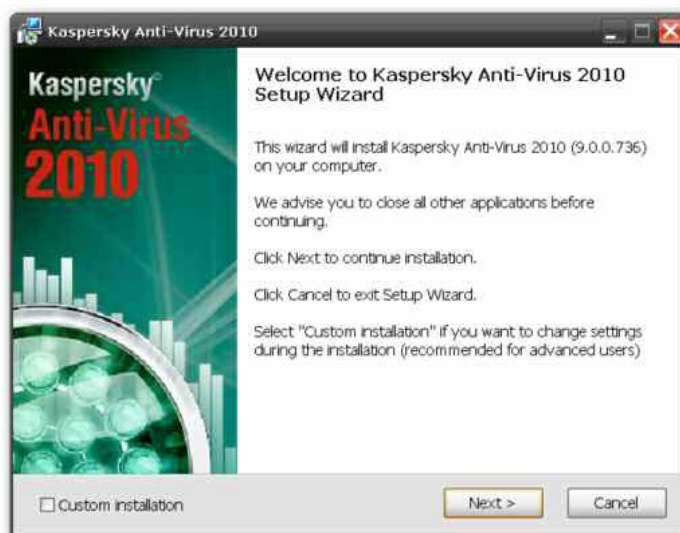 Kaspersky Anti-Virus 2010
Kaspersky®
Anti-Virus
2010
Welcome to Kaspersky Anti-Virus 2010
Setup Wizard
This wizard will install Kaspersky Anti-Virus 2010 (9.0.0.736)
on your computer.
We advise you to close all other applications before
continuing.
Click Next to continue installation.
Click Cancel to exit Setup Wizard.
Select "Custom installation" if you want to change settings
during the installation (recommended for advanced users)
Custom installation
Next >
Cancel